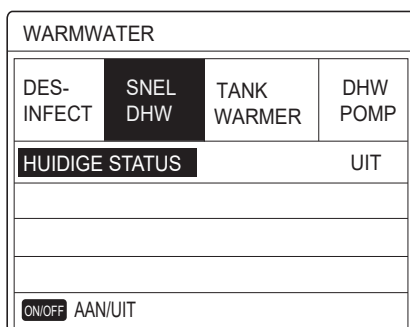 WARMWATER
DES-
INFECT
SNEL
DHW
TANK
WARMER
DHW
POMP
HUIDIGE STATUS UIT
ON/OFF AAN/UIT